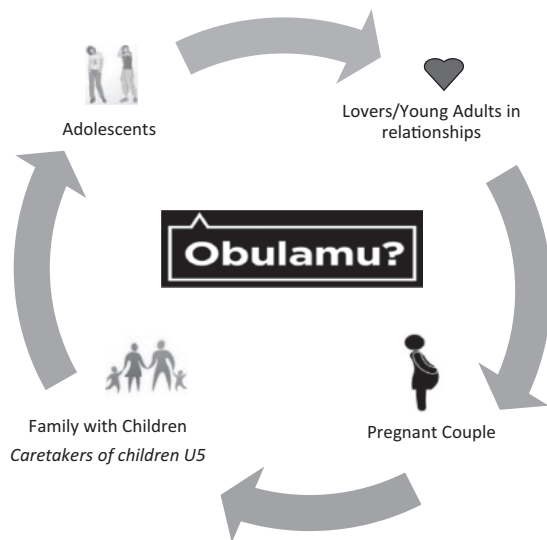 Adolescents
Lovers/Young Adults in
relationships
Obulamu?
Family with Children
Caretakers of children U5
Pregnant Couple